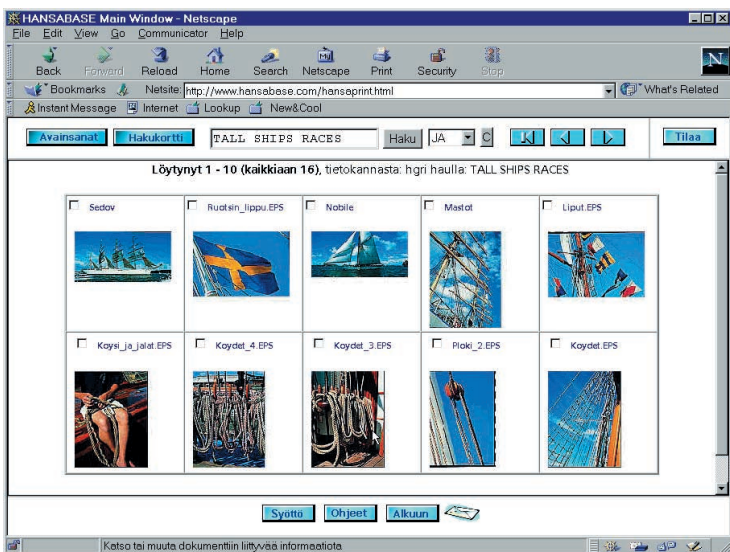 HANSABASE Main Window - Netscape
File Edit View Go Communicator Help
Back Forward Reload Home Search Netscape Print Security Stop
My
N
Bookmarks Netsite: http://www.hansabase.com/hansaprint.html What's Related
Instant Message Internet Lookup New&Cool
Avainsanat Hakukortti TALL SHIPS RACES Haku JA C Tilaa
Löytynyt 1 - 10 (kaikkiaan 16), tietokannasta: hgri haulla: TALL SHIPS RACES
Sedov Ruotsin_lippu.EPS Nobile Mastot Liput.EPS
Koysi_ja_jalat.EPS Koydet_4.EPS Koydet_3.EPS Ploki_2.EPS Koydet.EPS
Syöttö Ohjeet Alkuun
Katso tai muuta dokumenttiin liittyvää informaatiota